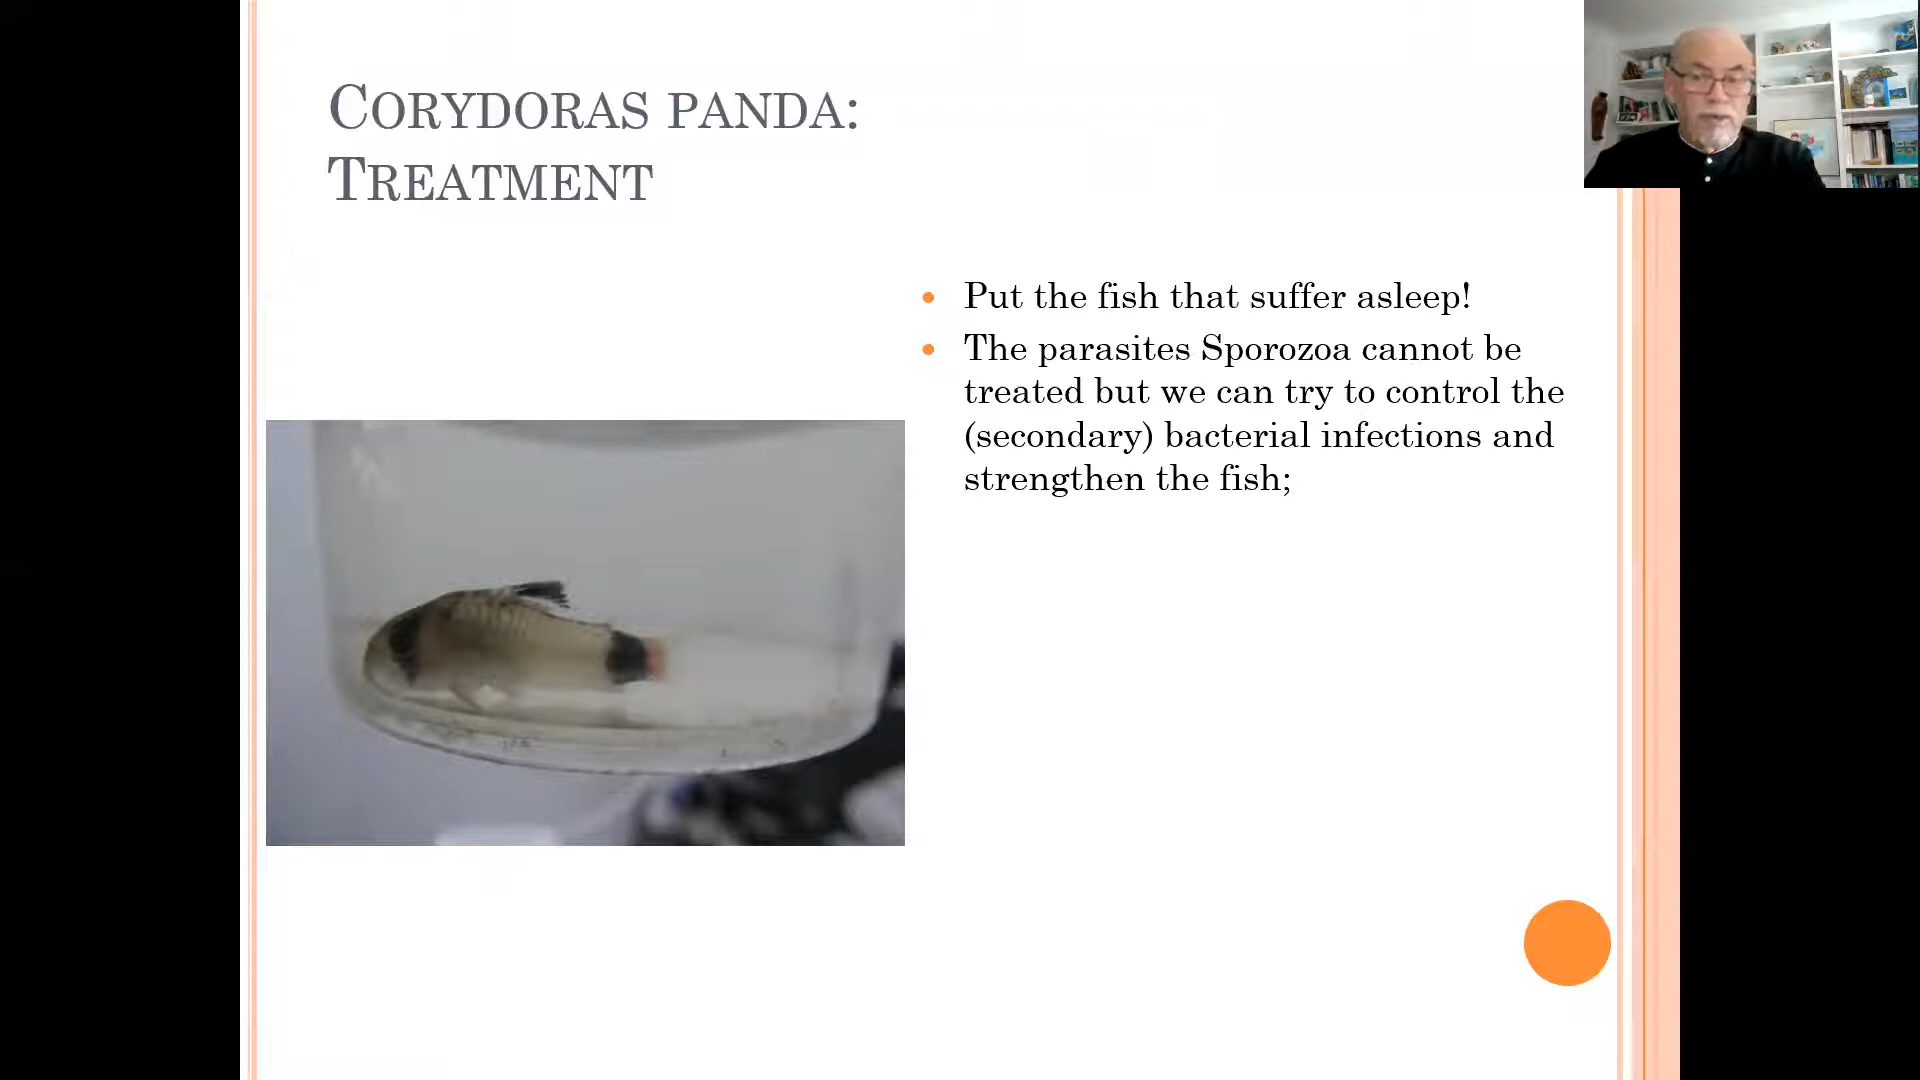 CORYDORAS PANDA:
TREATMENT
Put the fish that suffer asleep!
The parasites Sporozoa cannot be
treated but we can try to control the
(secondary) bacterial infections and
strengthen the fish;